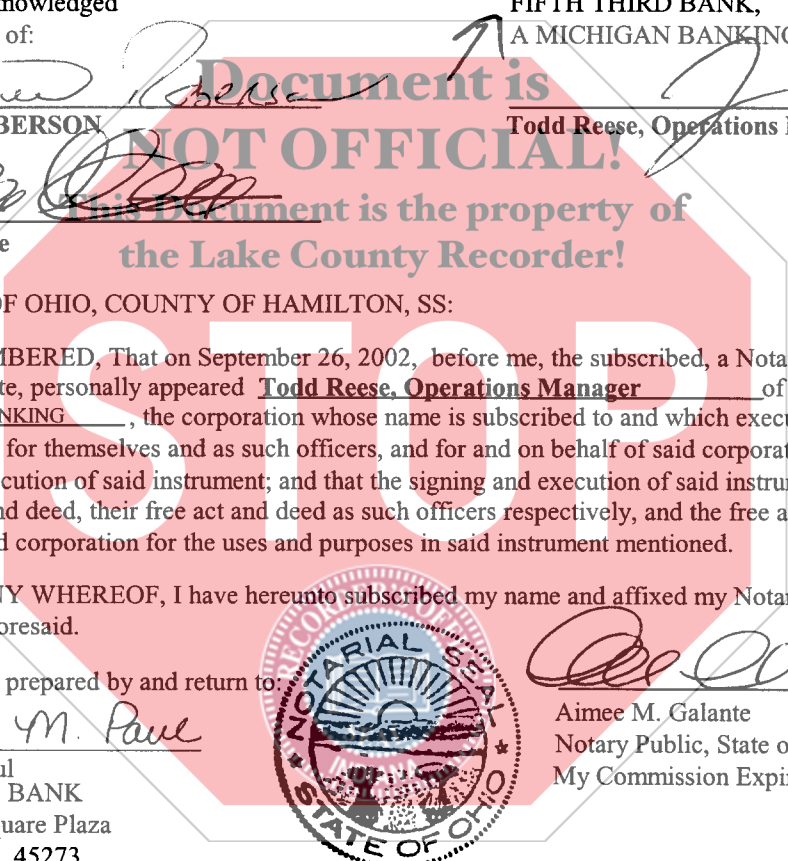 nowledged
of:
FIFTH THIRD BANK,
A MICHIGAN BANKING
Roberson
BERSON
Todd Reese, Operations
Document is
NOT OFFICIAL!
This Document is the property of
the Lake County Recorder!
e
OF OHIO, COUNTY OF HAMILTON, SS:
MBERED, That on September 26, 2002, before me, the subscribed, a Nota
te, personally appeared Todd Reese, Operations Manager of
NKING, the corporation whose name is subscribed to and which execu
for themselves and as such officers, and for and on behalf of said corporat
cution of said instrument; and that the signing and execution of said instru
nd deed, their free act and deed as such officers respectively, and the free a
d corporation for the uses and purposes in said instrument mentioned.
STOP
NY WHEREOF, I have hereunto subscribed my name and affixed my Notar
oresaid.
prepared by and return to:
M. Paul
ul
BANK
uare Plaza
45273
NOTARIAL SEAL
STATE OF OHIO
RECORDER'S OFFICE
INDIANA
Aimee M. Galante
Notary Public, State o
My Commission Expi